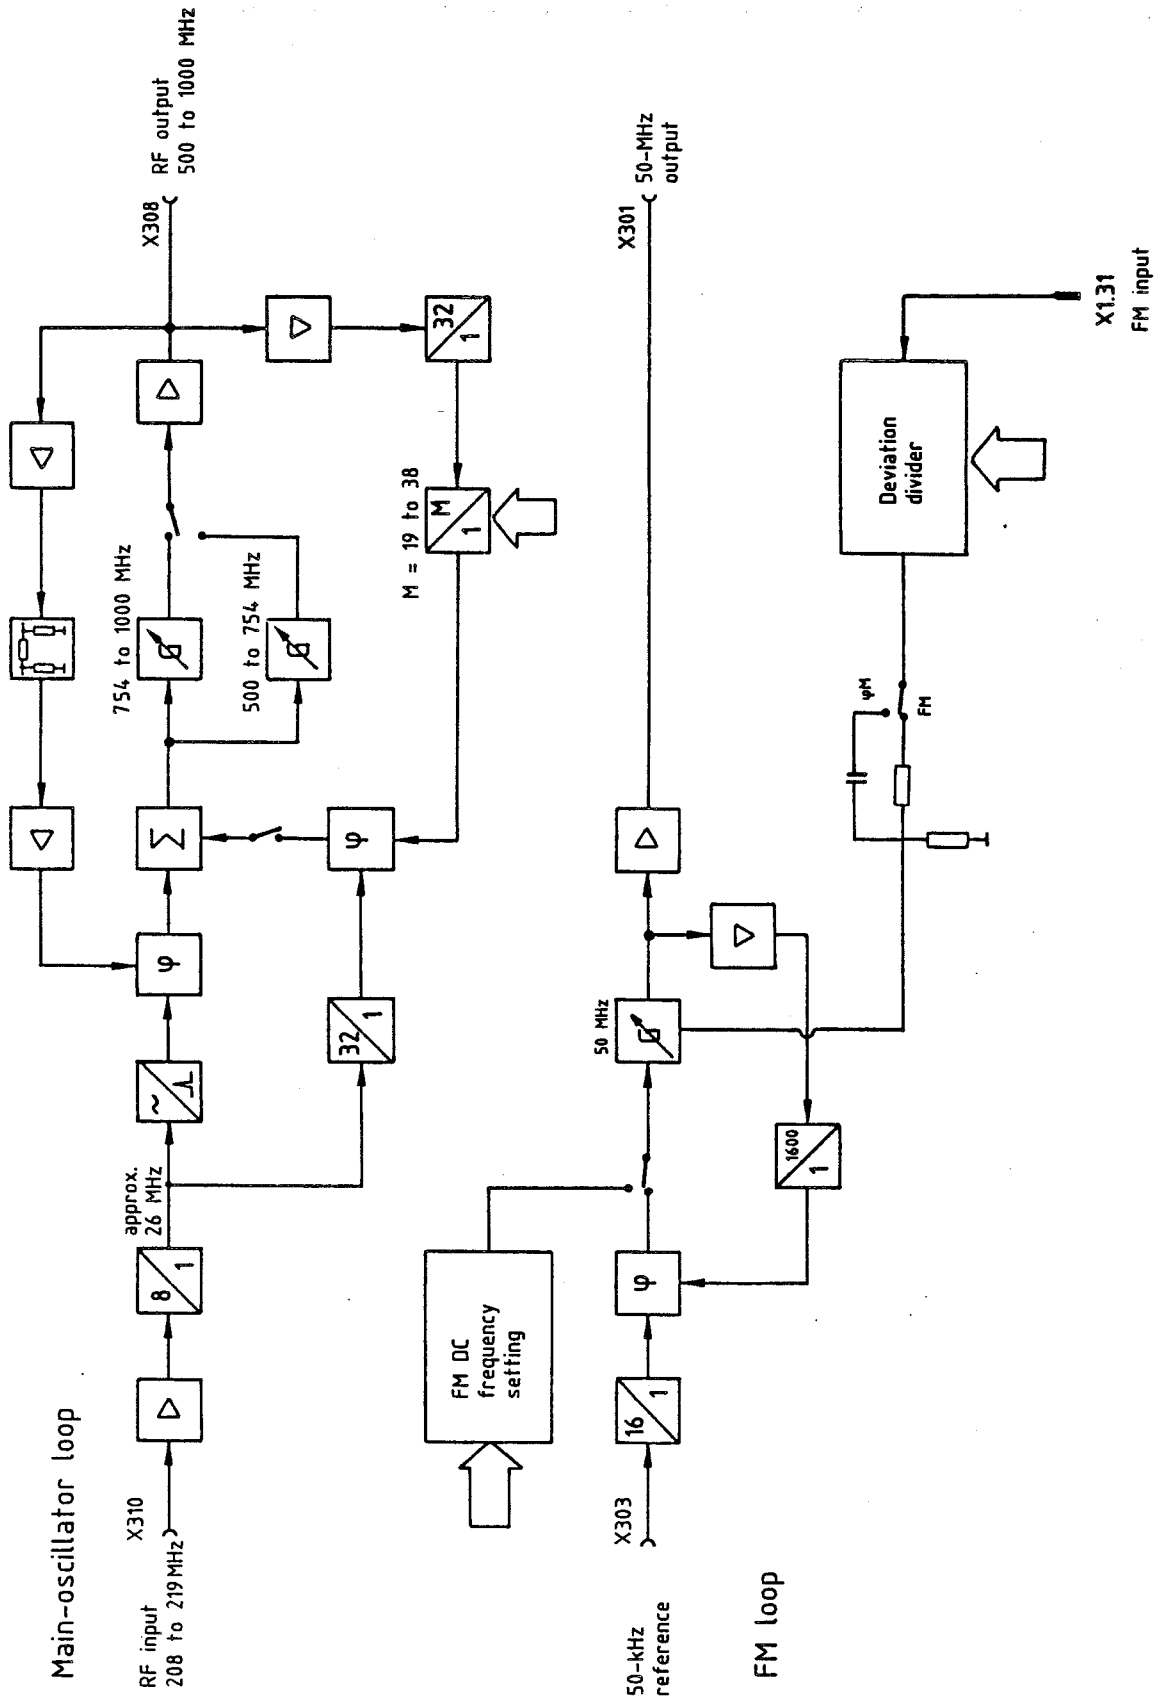 Main-oscillator loop
RF input
208 to 219 MHz
X310
8
1
approx.
26 MHz
~
φ
Σ
754 to 1000 MHz
G
500 to 754 MHz
G
X308
RF output
500 to 1000 MHz
32
1
φ
M = 19 to 38
M
1
32
1
FM DC
frequency
setting
50-kHz
reference
X303
16
1
φ
50 MHz
G
1600
1
X301
50-MHz
output
FM loop
φM
FM
Deviation
divider
X1.31
FM input